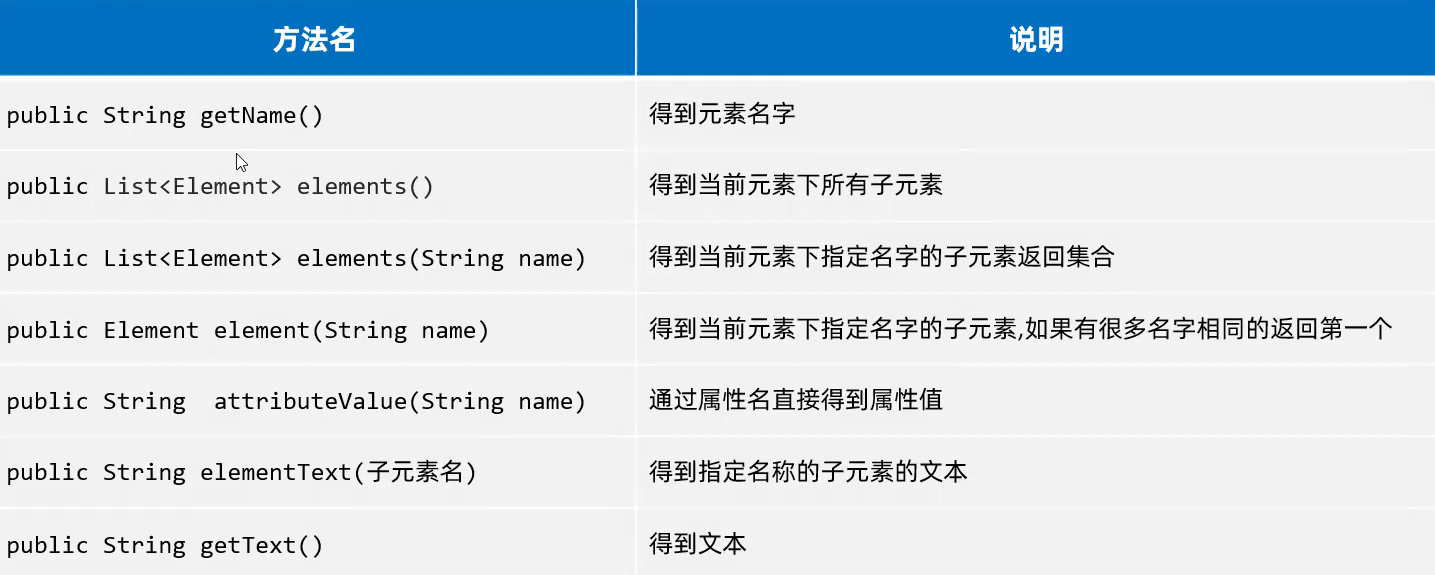 方法名 说明
public String getName() 得到元素名字
public List<Element> elements() 得到当前元素下所有子元素
public List<Element> elements(String name) 得到当前元素下指定名字的子元素返回集合
public Element element(String name) 得到当前元素下指定名字的子元素,如果有很多名字相同的返回第一个
public String  attributeValue(String name) 通过属性名直接得到属性值
public String elementText(子元素名) 得到指定名称的子元素的文本
public String getText() 得到文本